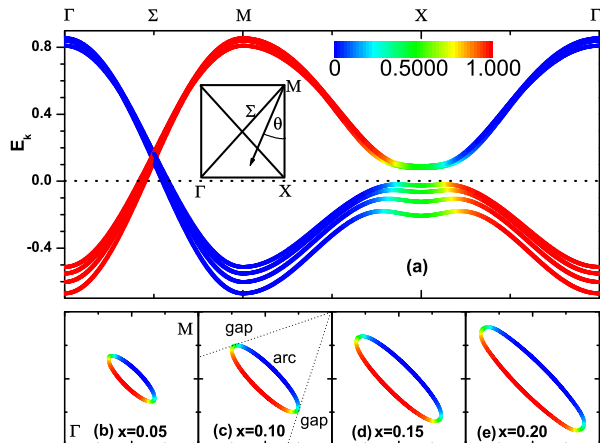 Γ Σ M X Γ
0.8
0.4
0.0
-0.4
E_k
0 0.5000 1.000
M
Σ
θ
Γ X
(a)
M gap
arc
gap
Γ (b) x=0.05 (c) x=0.10 (d) x=0.15 (e) x=0.20